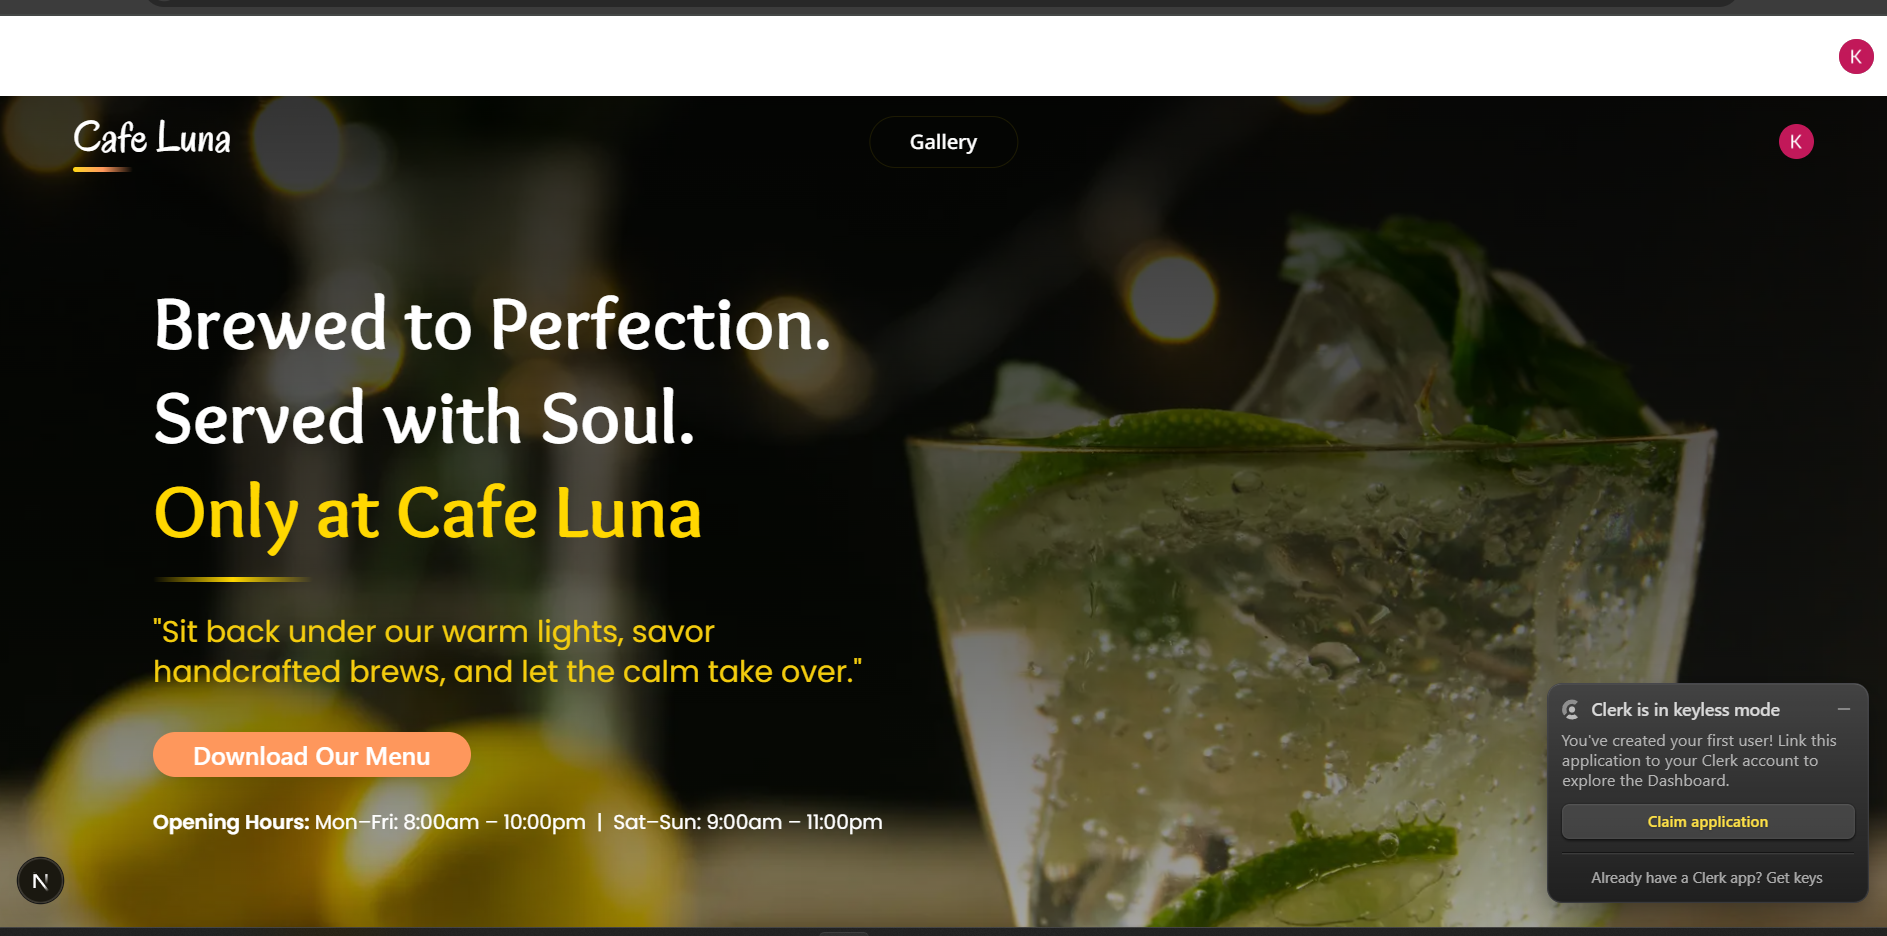 K
Cafe Luna
Gallery
K
Brewed to Perfection.
Served with Soul.
Only at Cafe Luna
"Sit back under our warm lights, savor
handcrafted brews, and let the calm take over."
Download Our Menu
Opening Hours: Mon–Fri: 8:00am – 10:00pm | Sat–Sun: 9:00am – 11:00pm
N
Clerk is in keyless mode
You've created your first user! Link this
application to your Clerk account to
explore the Dashboard.
Claim application
Already have a Clerk app? Get keys